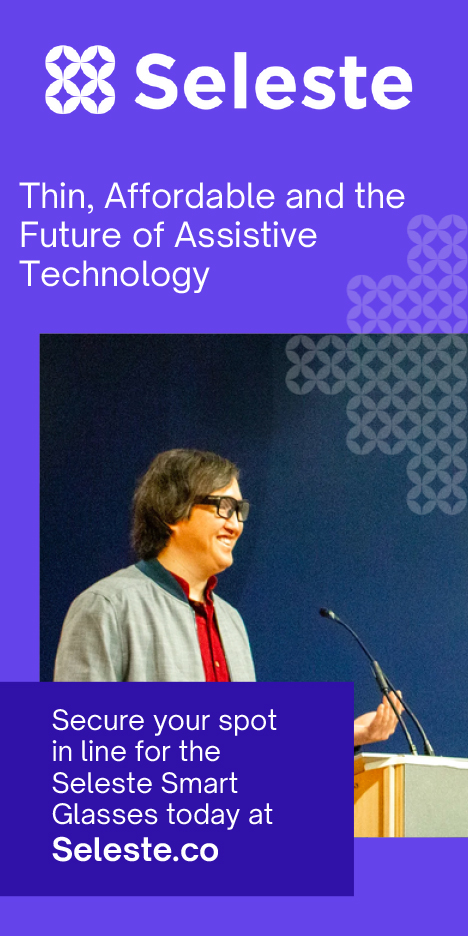 Seleste
Thin, Affordable and the
Future of Assistive
Technology
Secure your spot
in line for the
Seleste Smart
Glasses today at
Seleste.co